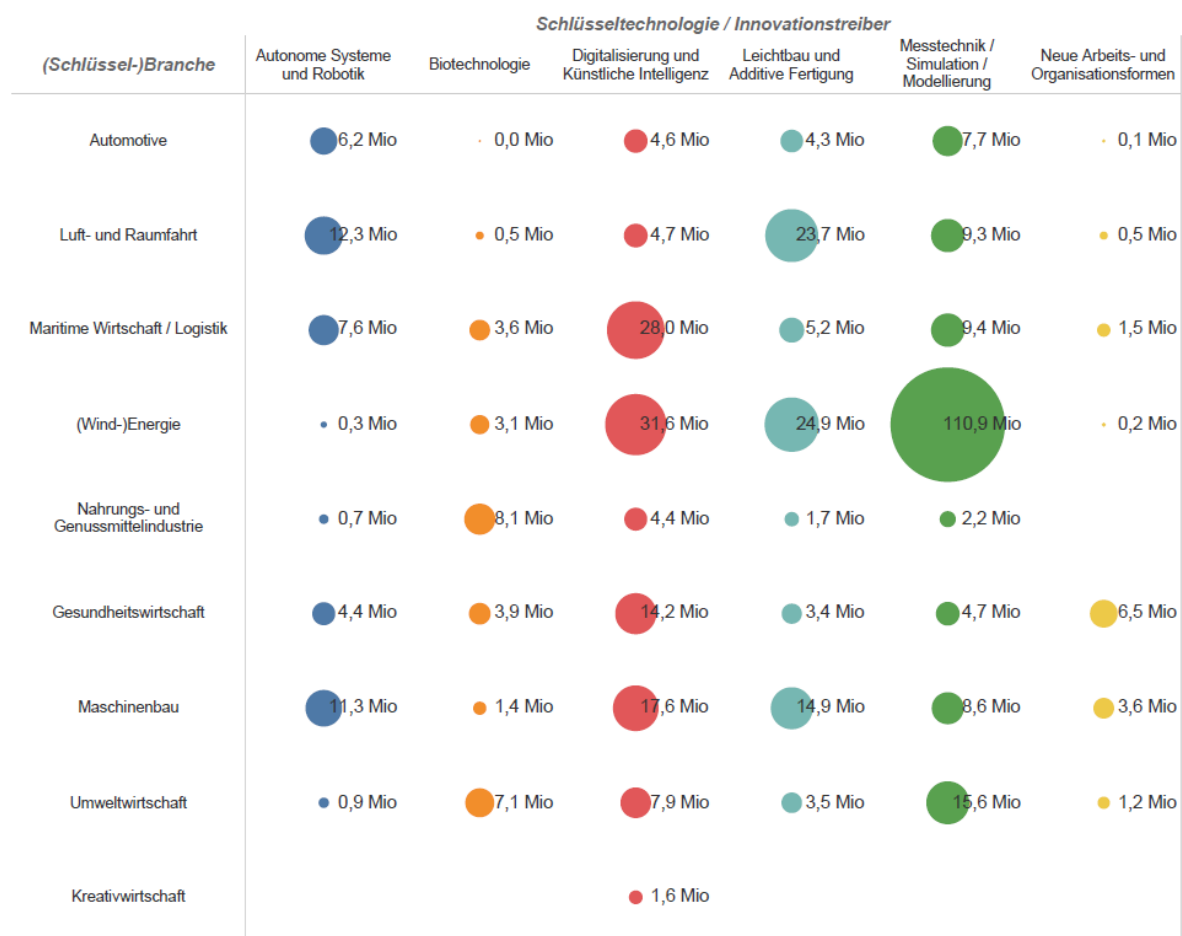 Schlüsseltechnologie / Innovationstreiber
(Schlüssel-)Branche
Autonome Systeme
und Robotik
Biotechnologie
Digitalisierung und
Künstliche Intelligenz
Leichtbau und
Additive Fertigung
Messtechnik /
Simulation /
Modellierung
Neue Arbeits- und
Organisationsformen
Automotive 6,2 Mio 0,0 Mio 4,6 Mio 4,3 Mio 7,7 Mio 0,1 Mio
Luft- und Raumfahrt 12,3 Mio 0,5 Mio 4,7 Mio 23,7 Mio 9,3 Mio 0,5 Mio
Maritime Wirtschaft / Logistik 7,6 Mio 3,6 Mio 28,0 Mio 5,2 Mio 9,4 Mio 1,5 Mio
(Wind-)Energie 0,3 Mio 3,1 Mio 31,6 Mio 24,9 Mio 110,9 Mio 0,2 Mio
Nahrungs- und
Genussmittelindustrie 0,7 Mio 8,1 Mio 4,4 Mio 1,7 Mio 2,2 Mio
Gesundheitswirtschaft 4,4 Mio 3,9 Mio 14,2 Mio 3,4 Mio 4,7 Mio 6,5 Mio
Maschinenbau 11,3 Mio 1,4 Mio 17,6 Mio 14,9 Mio 8,6 Mio 3,6 Mio
Umweltwirtschaft 0,9 Mio 7,1 Mio 7,9 Mio 3,5 Mio 15,6 Mio 1,2 Mio
Kreativwirtschaft 1,6 Mio